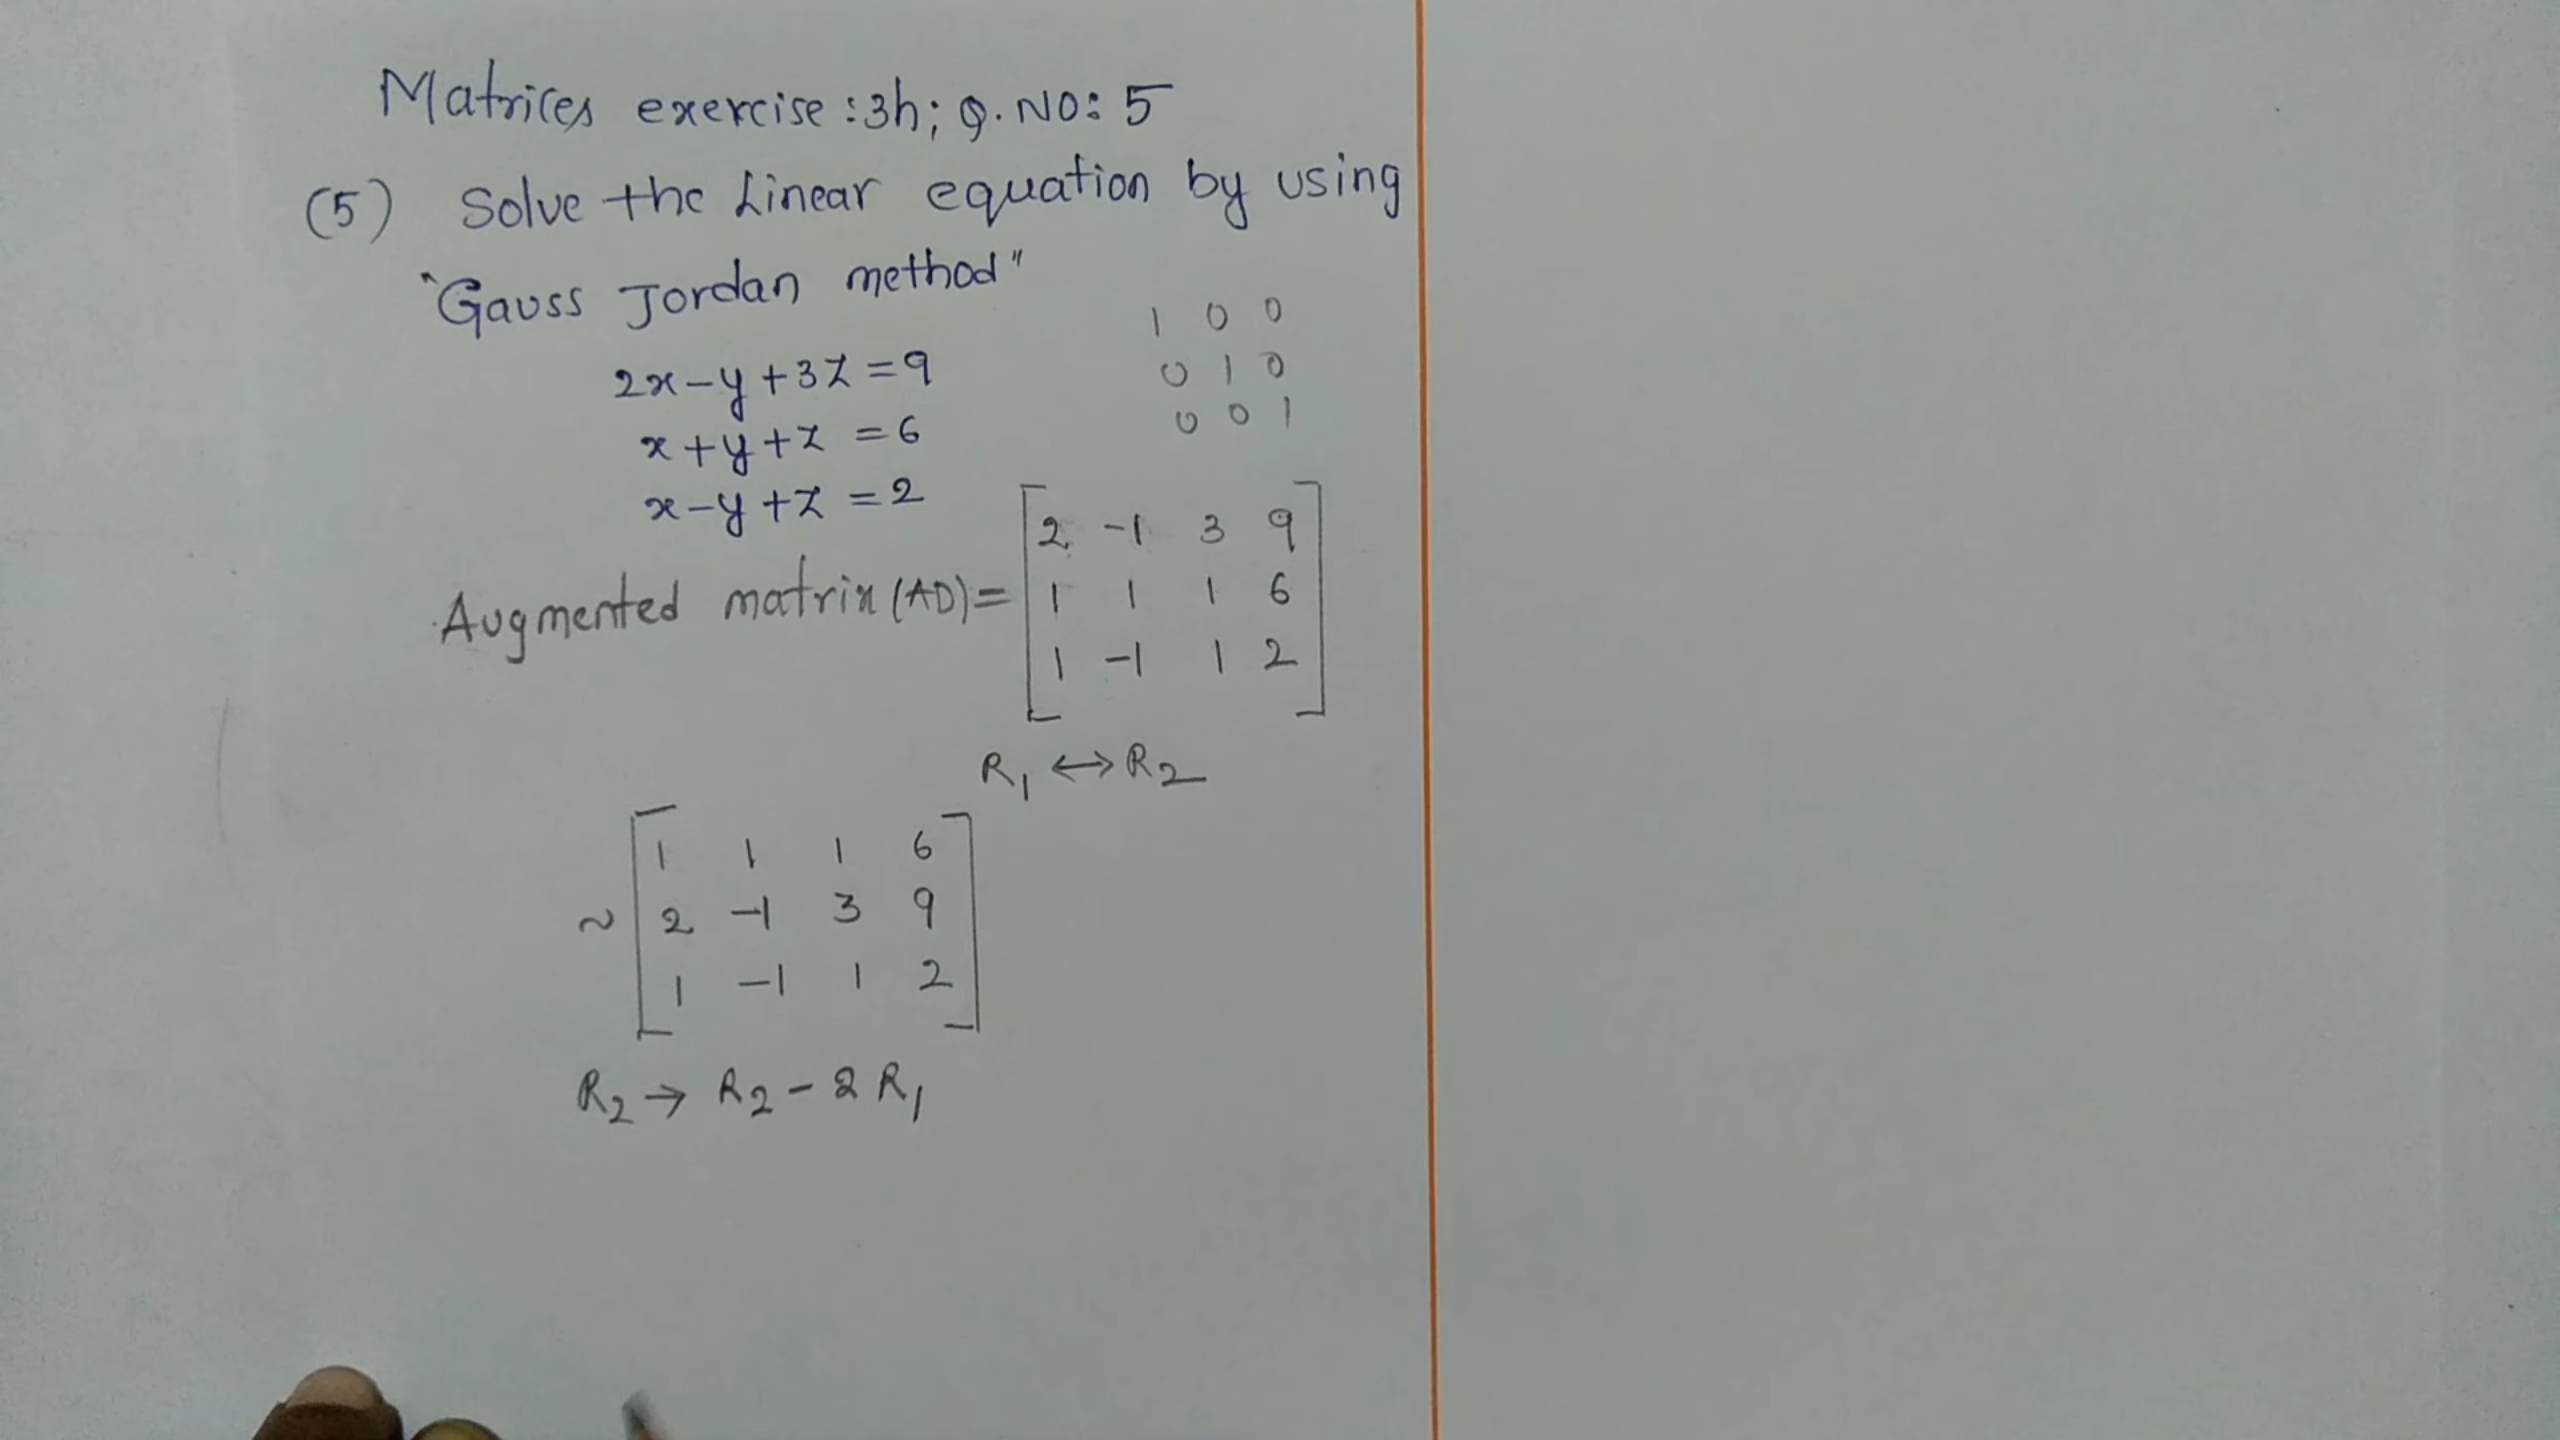 Matrices exercise :3h; Q. NO: 5
(5) Solve the Linear equation by using
"Gauss Jordan method"
2x-y+3z=9
x+y+z =6
x-y+z =2
1 0 0
0 1 0
0 0 1
Augmented matrix (AD)=
2 -1 3 9
1 1 1 6
1 -1 1 2
R1 ↔ R2
~
1 1 1 6
2 -1 3 9
1 -1 1 2
R2 → R2 - 2 R1